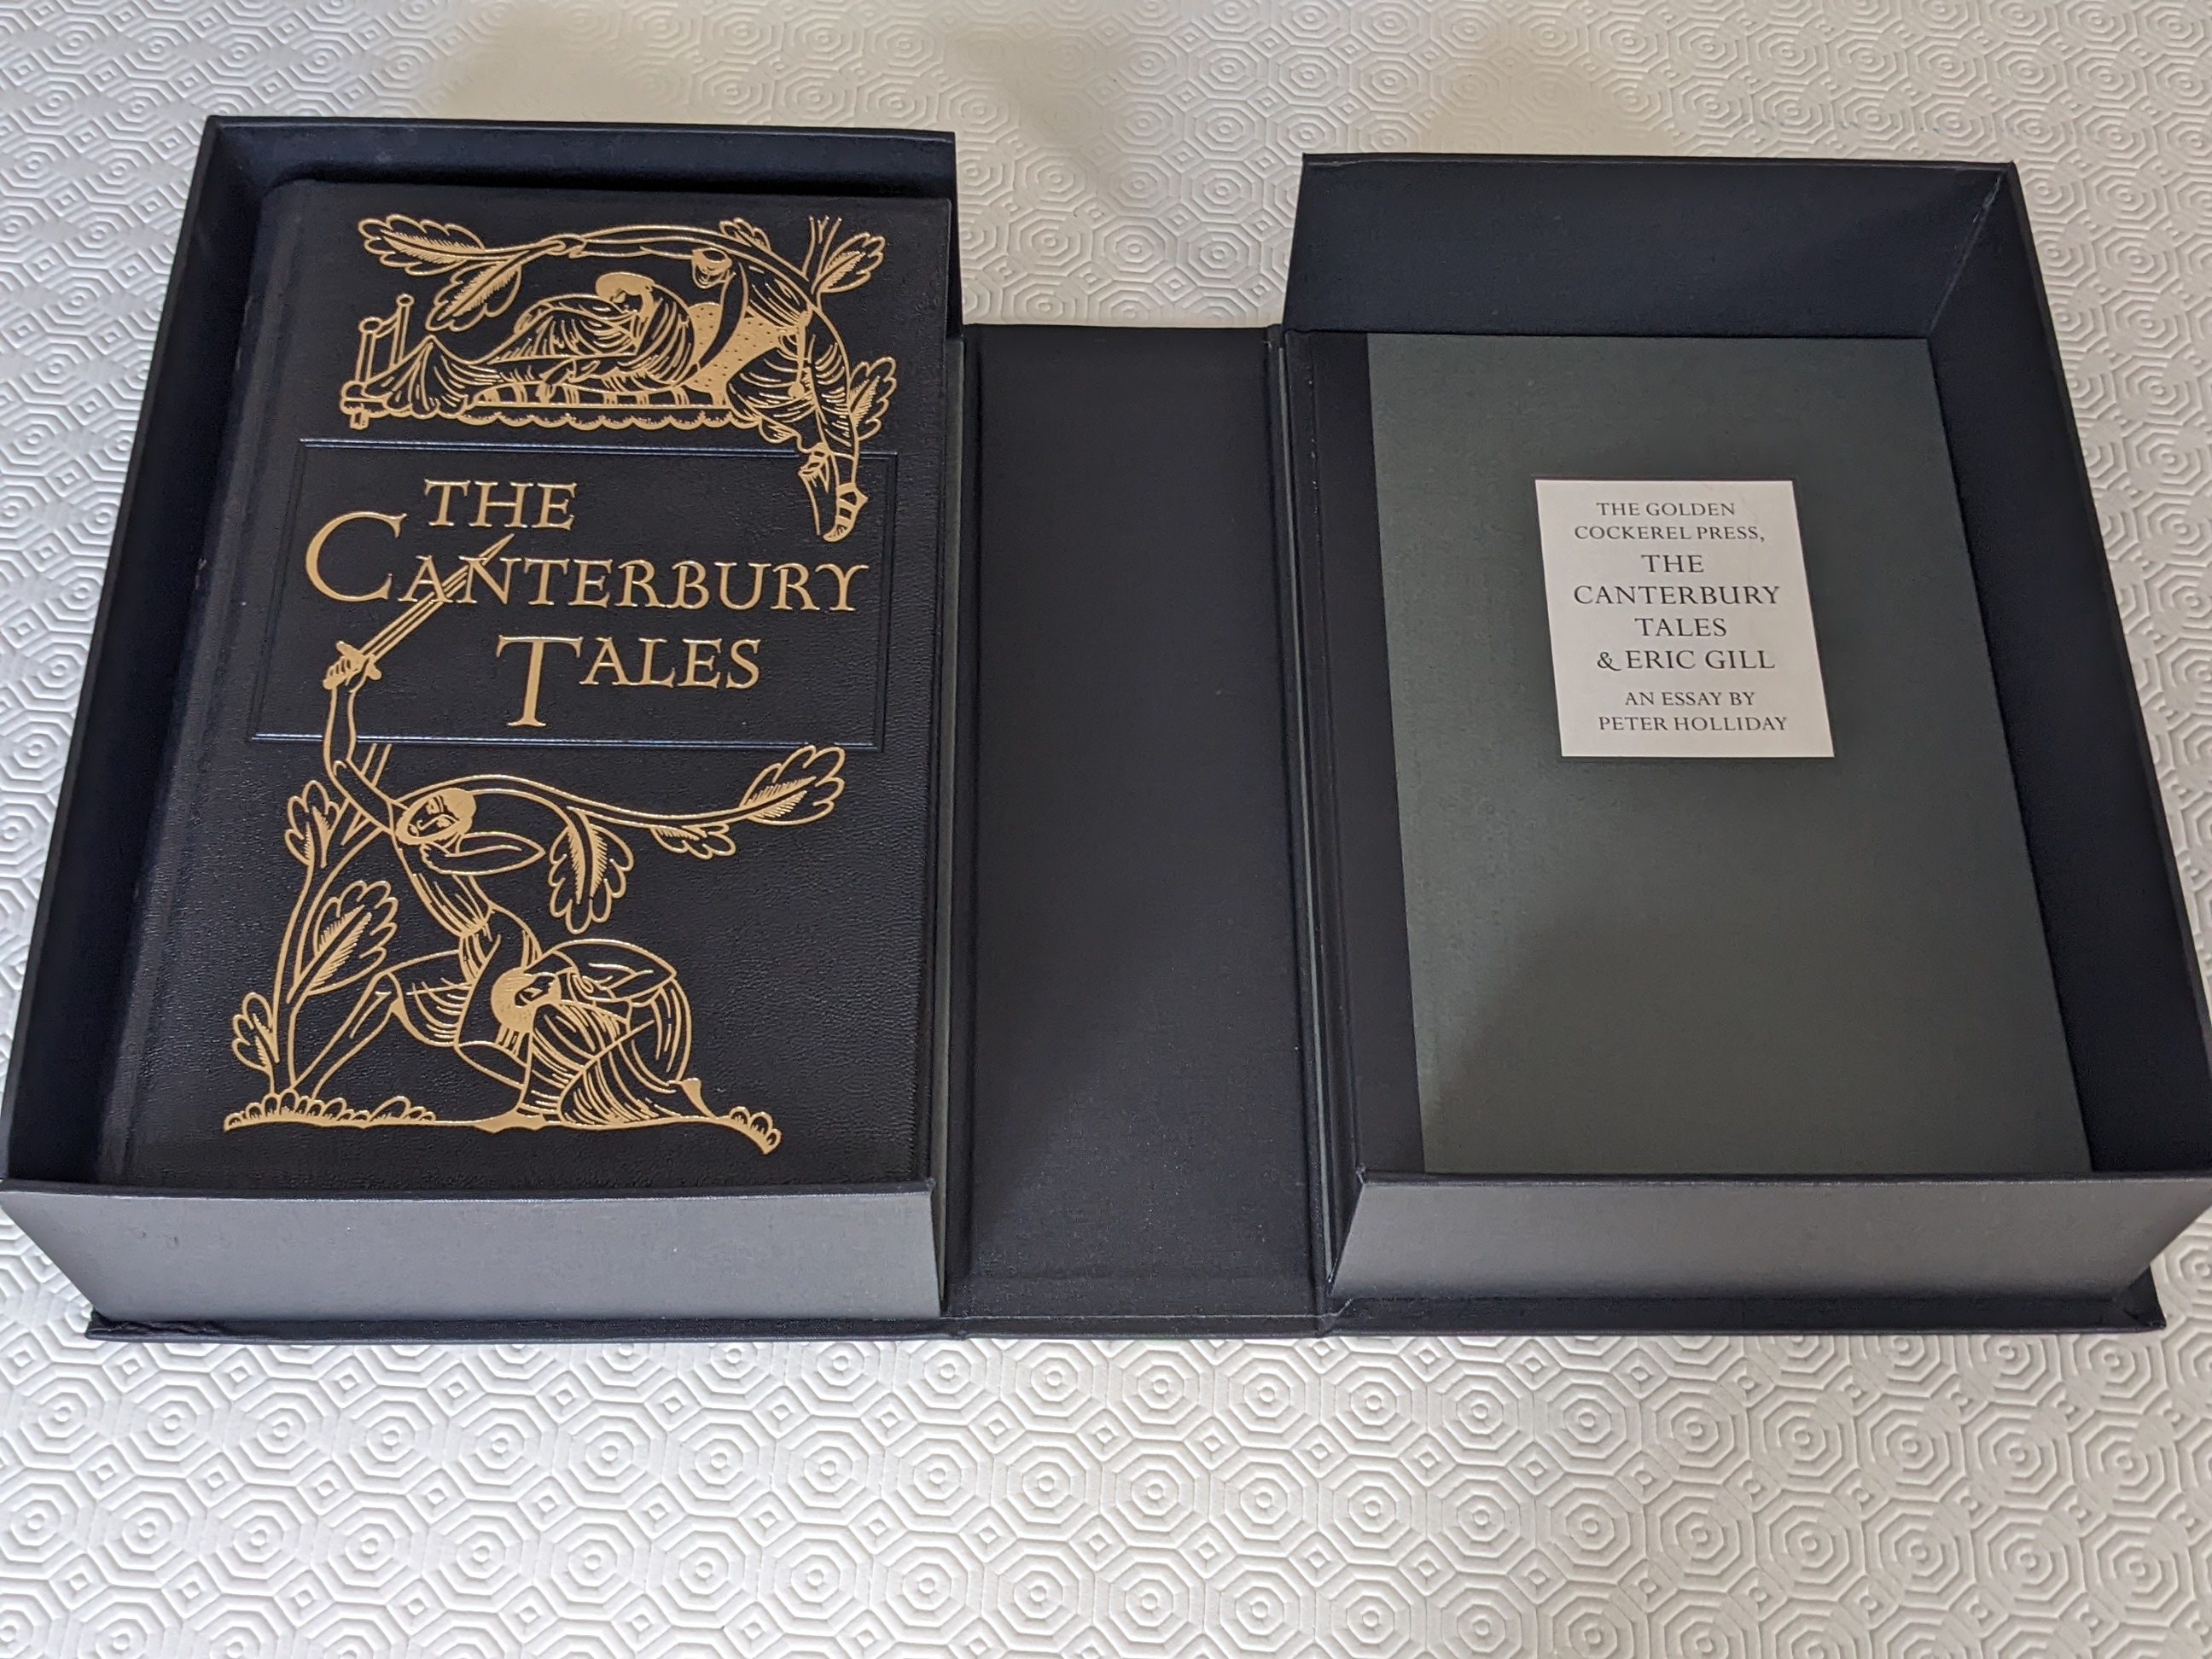 THE
CANTERBURY
TALES
THE GOLDEN
COCKEREL PRESS,
THE
CANTERBURY
TALES
& ERIC GILL
AN ESSAY BY
PETER HOLLIDAY